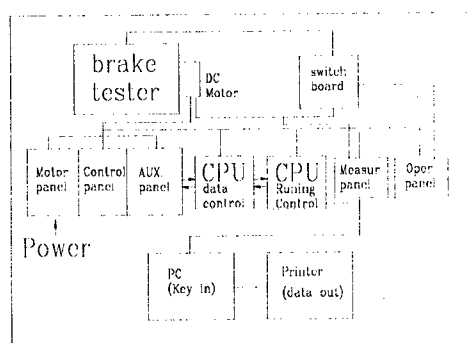 brake
tester
DC
Motor
switch
board
Motor
panel
Control
panel
AUX.
panel
CPU
data
control
CPU
Runing
Control
Measur
panel
Oper
panel
Power
PC
(Key in)
Printer
(data out)